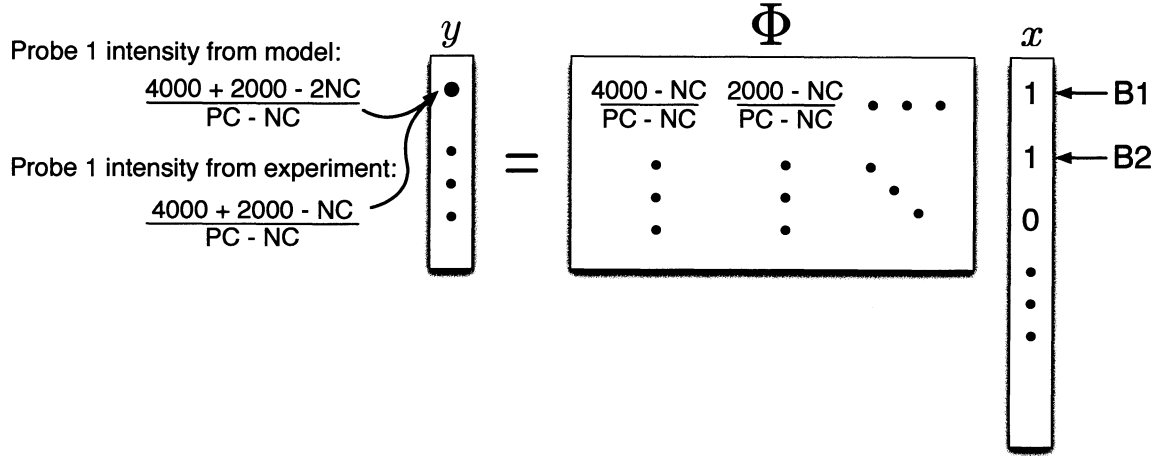 y
Φ
x
Probe 1 intensity from model:
4000 + 2000 - 2NC
PC - NC
Probe 1 intensity from experiment:
4000 + 2000 - NC
PC - NC
=
4000 - NC 2000 - NC
PC - NC PC - NC
1 B1
1 B2
0